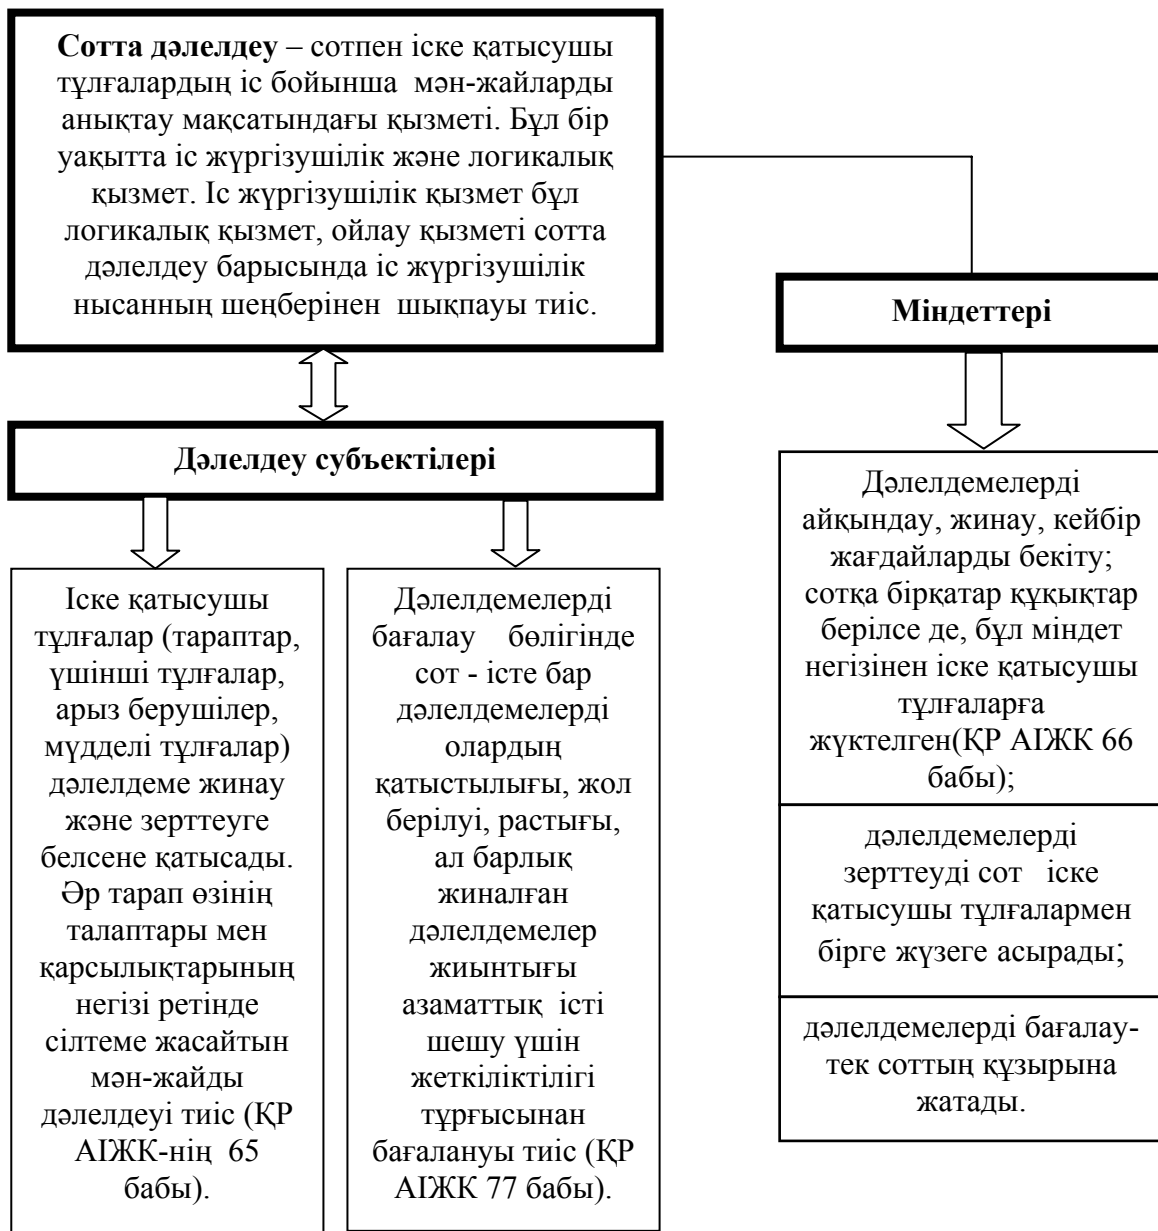 Сотта дәлелдеу – сотпен іске қатысушы
тұлғалардың іс бойынша мән-жайларды
анықтау мақсатындағы қызметі. Бұл бір
уақытта іс жүргізушілік және логикалық
қызмет. Іс жүргізушілік қызмет бұл
логикалық қызмет, ойлау қызметі сотта
дәлелдеу барысында іс жүргізушілік
нысанның шеңберінен шықпауы тиіс.
Міндеттері
Дәлелдеу субъектілері
Іске қатысушы
тұлғалар (тараптар,
үшінші тұлғалар,
арыз берушілер,
мүдделі тұлғалар)
дәлелдеме жинау
және зерттеуге
белсене қатысады.
Әр тарап өзінің
талаптары мен
қарсылықтарының
негізі ретінде
сілтеме жасайтын
мән-жайды
дәлелдеуі тиіс (ҚР
АІЖК-нің 65
бабы).
Дәлелдемелерді
бағалау бөлігінде
сот - істе бар
дәлелдемелерді
олардың
қатыстылығы, жол
берілуі, растығы,
ал барлық
жиналған
дәлелдемелер
жиынтығы
азаматтық істі
шешу үшін
жеткіліктілігі
тұрғысынан
бағалануы тиіс (ҚР
АІЖК 77 бабы).
Дәлелдемелерді
айқындау, жинау, кейбір
жағдайларды бекіту;
сотқа бірқатар құқықтар
берілсе де, бұл міндет
негізінен іске қатысушы
тұлғаларға
жүктелген(ҚР АІЖК 66
бабы);
дәлелдемелерді
зерттеуді сот іске
қатысушы тұлғалармен
бірге жүзеге асырады;
дәлелдемелерді бағалау-
тек соттың құзырына
жатады.